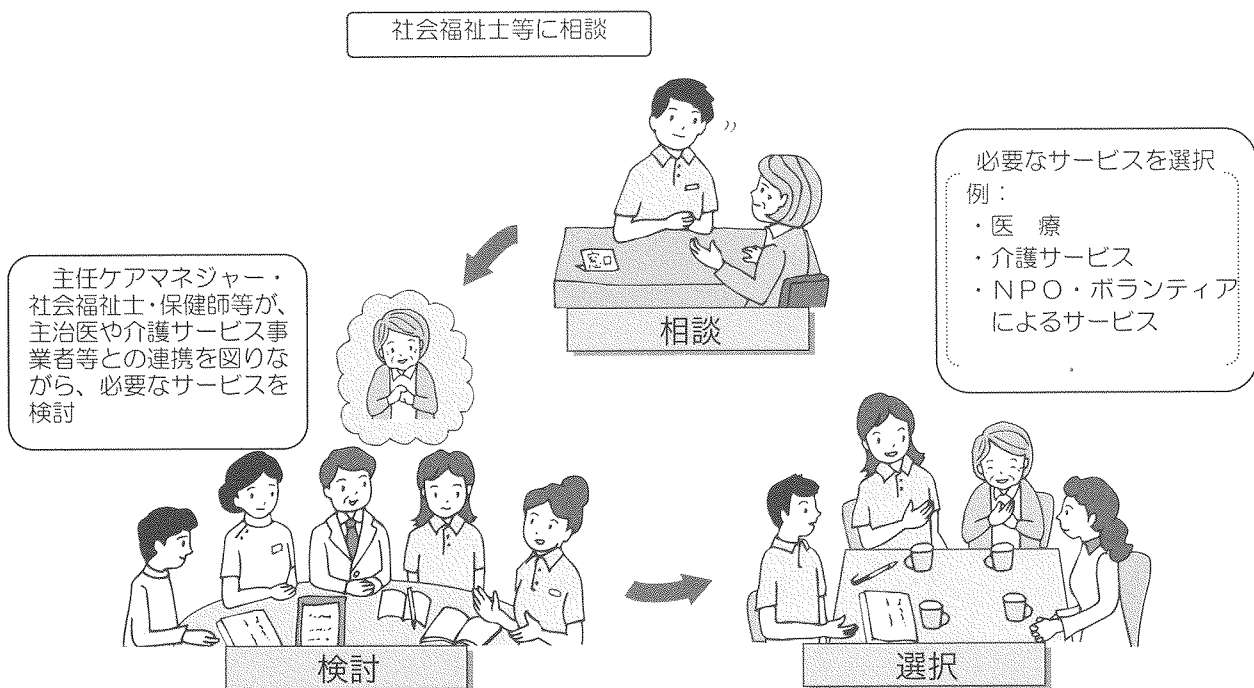 社会福祉士等に相談
窓口
相談
主任ケアマネジャー・
社会福祉士・保健師等が、
主治医や介護サービス事
業者等との連携を図りな
がら、必要なサービスを
検討
検討
必要なサービスを選択
例：
・医　療
・介護サービス
・ＮＰＯ・ボランティア
によるサービス
選択